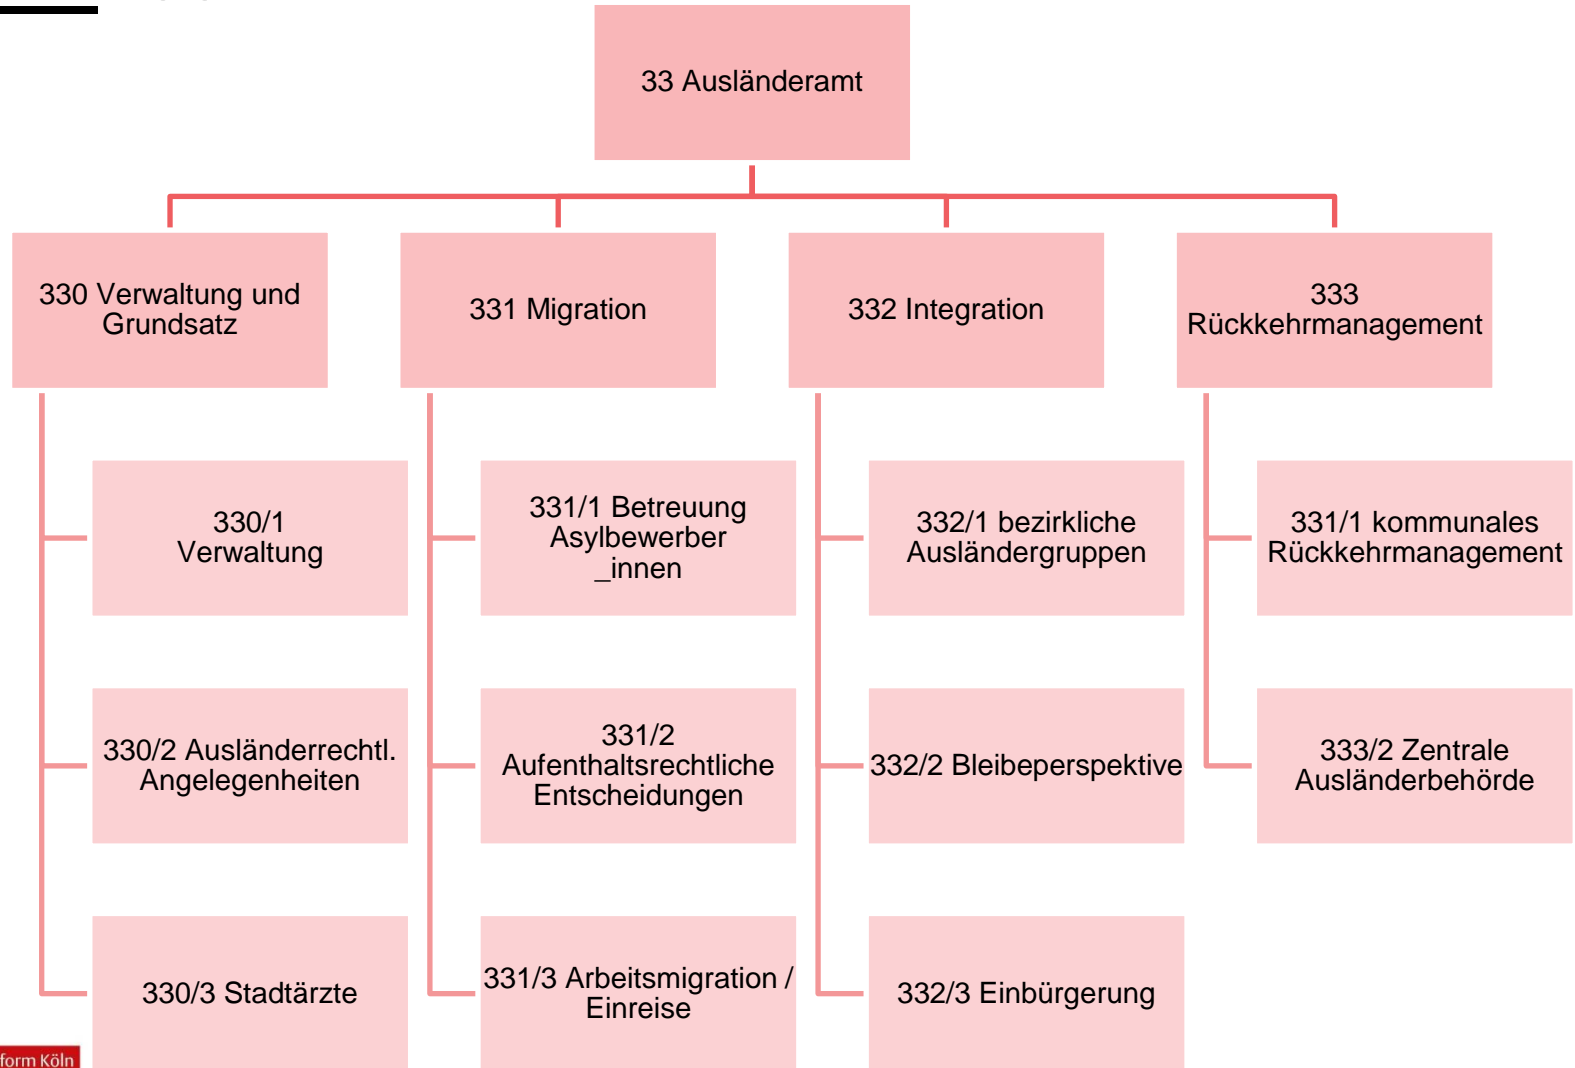 33 Ausländeramt
330 Verwaltung und
Grundsatz
331 Migration
332 Integration
333
Rückkehrmanagement
330/1
Verwaltung
331/1 Betreuung
Asylbewerber
_innen
332/1 bezirkliche
Ausländergruppen
331/1 kommunales
Rückkehrmanagement
330/2 Ausländerrechtl.
Angelegenheiten
331/2
Aufenthaltsrechtliche
Entscheidungen
332/2 Bleibeperspektive
333/2 Zentrale
Ausländerbehörde
330/3 Stadtärzte
331/3 Arbeitsmigration /
Einreise
332/3 Einbürgerung
form Köln